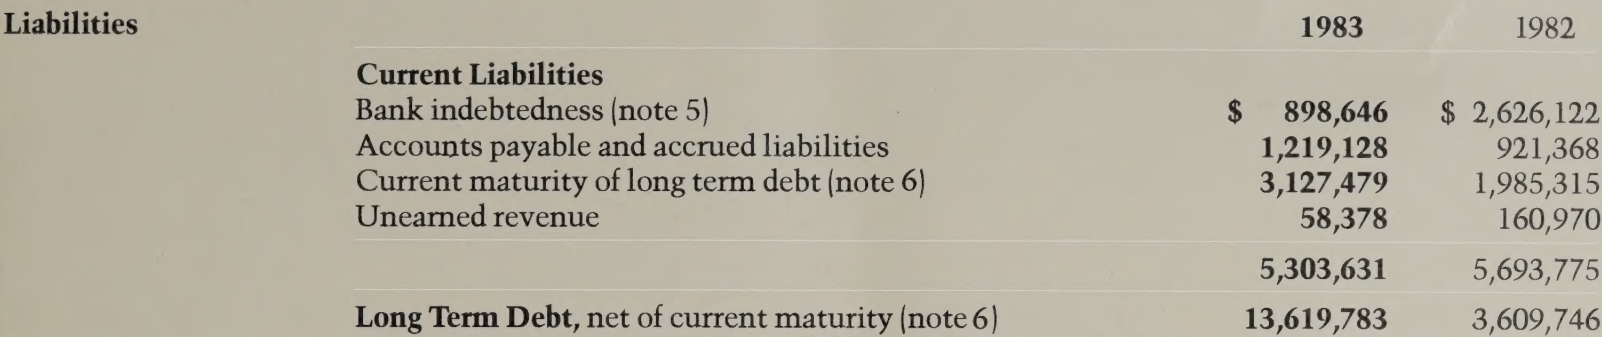 Liabilities 1983 1982
Current Liabilities
Bank indebtedness (note 5) $ 898,646 $ 2,626,122
Accounts payable and accrued liabilities 1,219,128 921,368
Current maturity of long term debt (note 6) 3,127,479 1,985,315
Unearned revenue 58,378 160,970
5,303,631 5,693,775
Long Term Debt, net of current maturity (note 6) 13,619,783 3,609,746